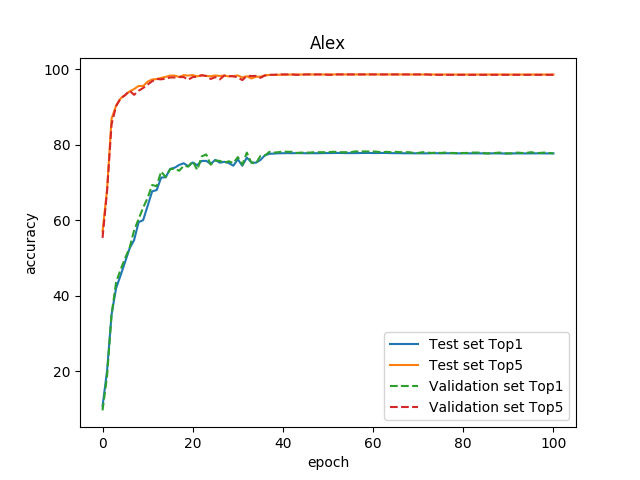 Alex
100
80
60
40
20
accuracy
Test set Top1
Test set Top5
Validation set Top1
Validation set Top5
0
20
40
60
80
100
epoch